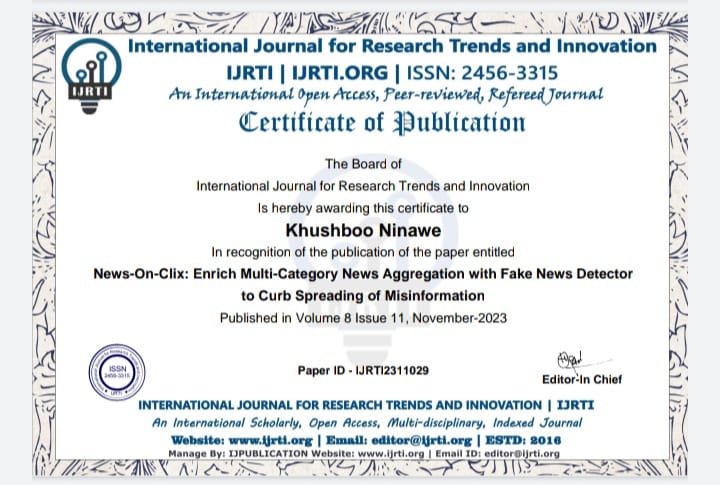 International Journal for Research Trends and Innovation
IJRTI | IJRTI.ORG | ISSN: 2456-3315
An International Open Access, Peer-reviewed, Refereed Journal
IJRTI
Certificate of Publication
The Board of
International Journal for Research Trends and Innovation
Is hereby awarding this certificate to
Khushboo Ninawe
In recognition of the publication of the paper entitled
News-On-Clix: Enrich Multi-Category News Aggregation with Fake News Detector
to Curb Spreading of Misinformation
Published in Volume 8 Issue 11, November-2023
ISSN
2456-3315
IJRTI
Paper ID - IJRTI2311029
Editor-In Chief
INTERNATIONAL JOURNAL FOR RESEARCH TRENDS AND INNOVATION | IJRTI
An International Scholarly, Open Access, Multi-disciplinary, Indexed Journal
Website: www.ijrti.org | Email: editor@ijrti.org | ESTD: 2016
Manage By: IJPUBLICATION Website: www.ijrti.org | Email ID: editor@ijrti.org